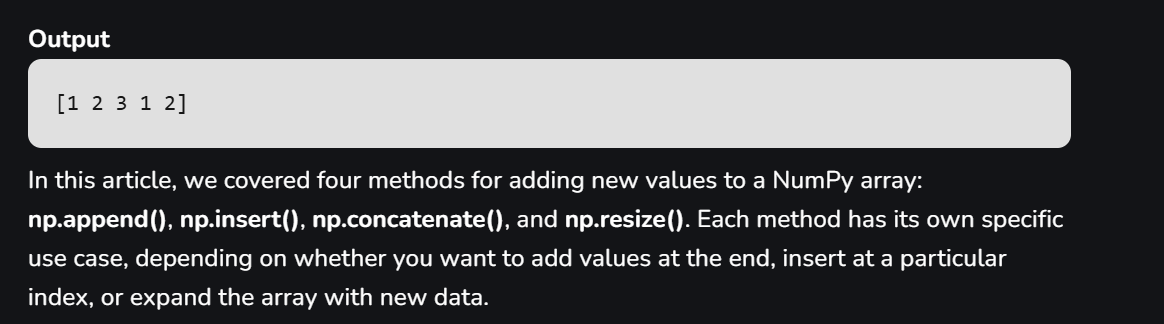 Output
[1 2 3 1 2]
In this article, we covered four methods for adding new values to a NumPy array:
np.append(), np.insert(), np.concatenate(), and np.resize(). Each method has its own specific
use case, depending on whether you want to add values at the end, insert at a particular
index, or expand the array with new data.